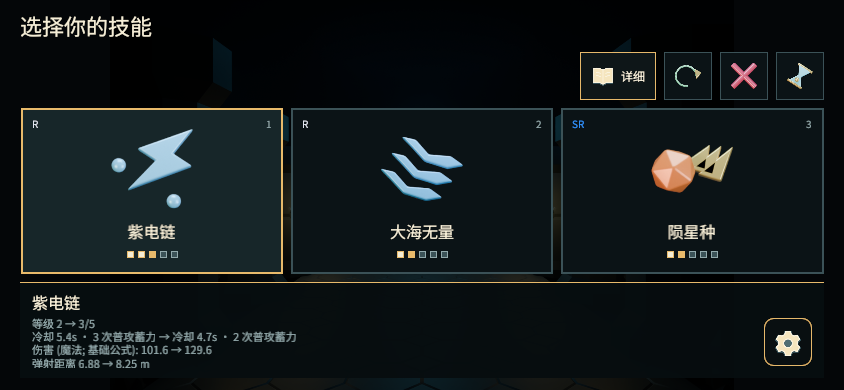 选择你的技能
详细
R 1
R 2
SR 3
紫电链
大海无量
陨星种
紫电链
等级 2 → 3/5
冷却 5.4s · 3 次普攻蓄力 → 冷却 4.7s · 2 次普攻蓄力
伤害 (魔法; 基础公式): 101.6 → 129.6
弹射距离 6.88 → 8.25 m